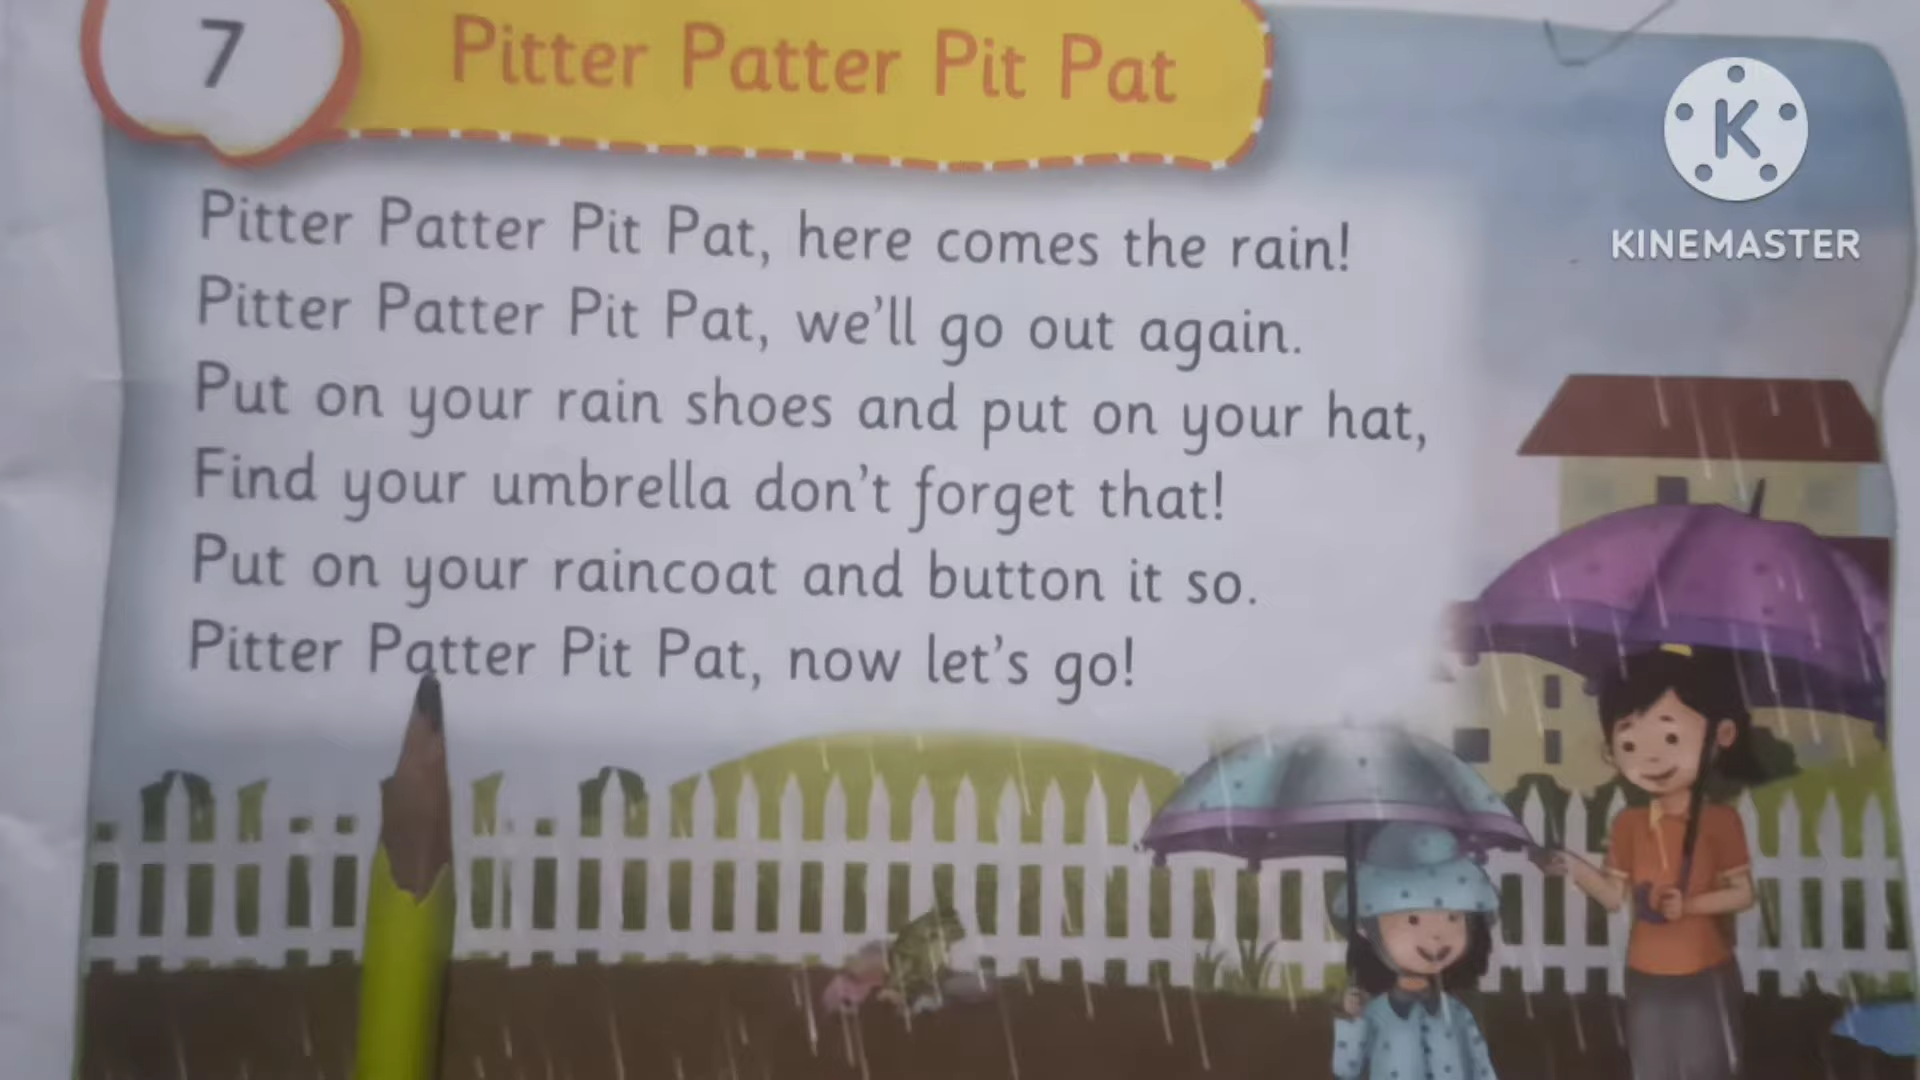 7
Pitter Patter Pit Pat
K
KINEMASTER
Pitter Patter Pit Pat, here comes the rain!
Pitter Patter Pit Pat, we'll go out again.
Put on your rain shoes and put on your hat,
Find your umbrella don't forget that!
Put on your raincoat and button it so.
Pitter Patter Pit Pat, now let's go!